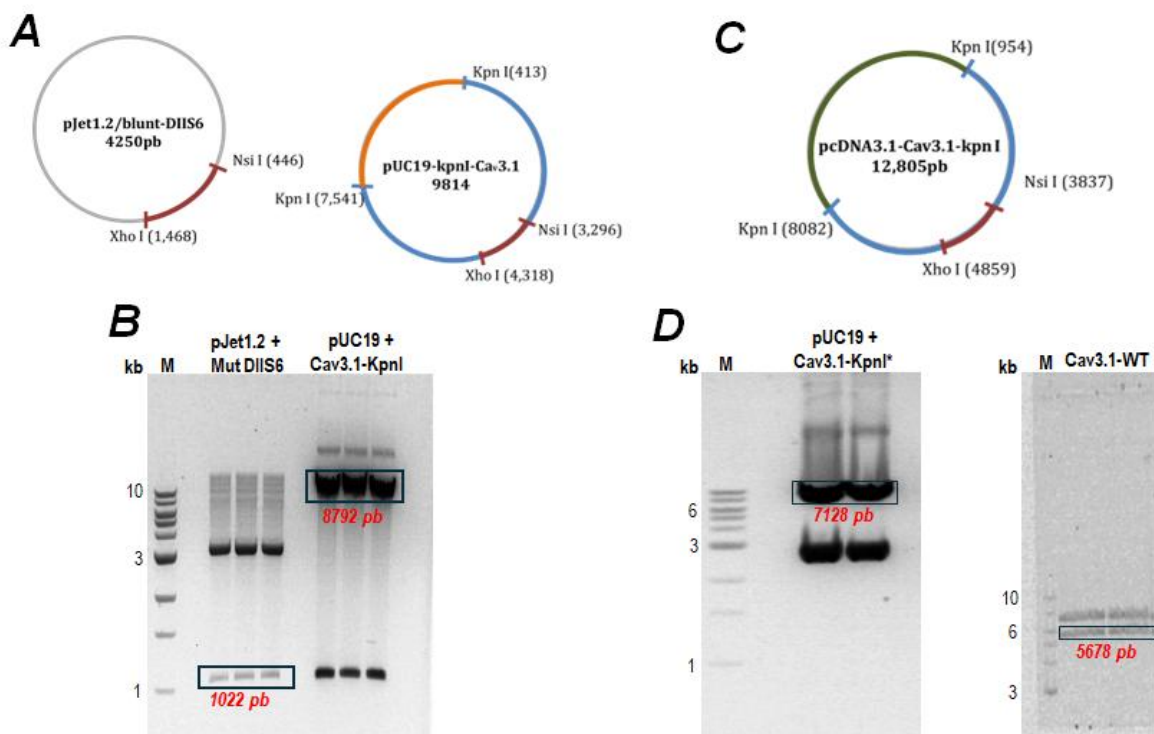 A
pJet1.2/blunt-DIIS6
4250pb
Nsi I (446)
Xho I (1,468)
Kpn I(413)
pUC19-kpnI-Cav3.1
9814
Kpn I (7,541)
Nsi I (3,296)
Xho I (4,318)
C
Kpn I (954)
pcDNA3.1-Cav3.1-kpn I
12,805pb
Nsi I (3837)
Kpn I (8082)
Xho I (4859)
B
pJet1.2 +
Mut DIIS6
pUC19 +
Cav3.1-KpnI
kb
M
10
3
1
8792 pb
1022 pb
D
pUC19 +
Cav3.1-KpnI*
kb
M
6
3
1
7128 pb
kb
M
Cav3.1-WT
10
6
3
5678 pb